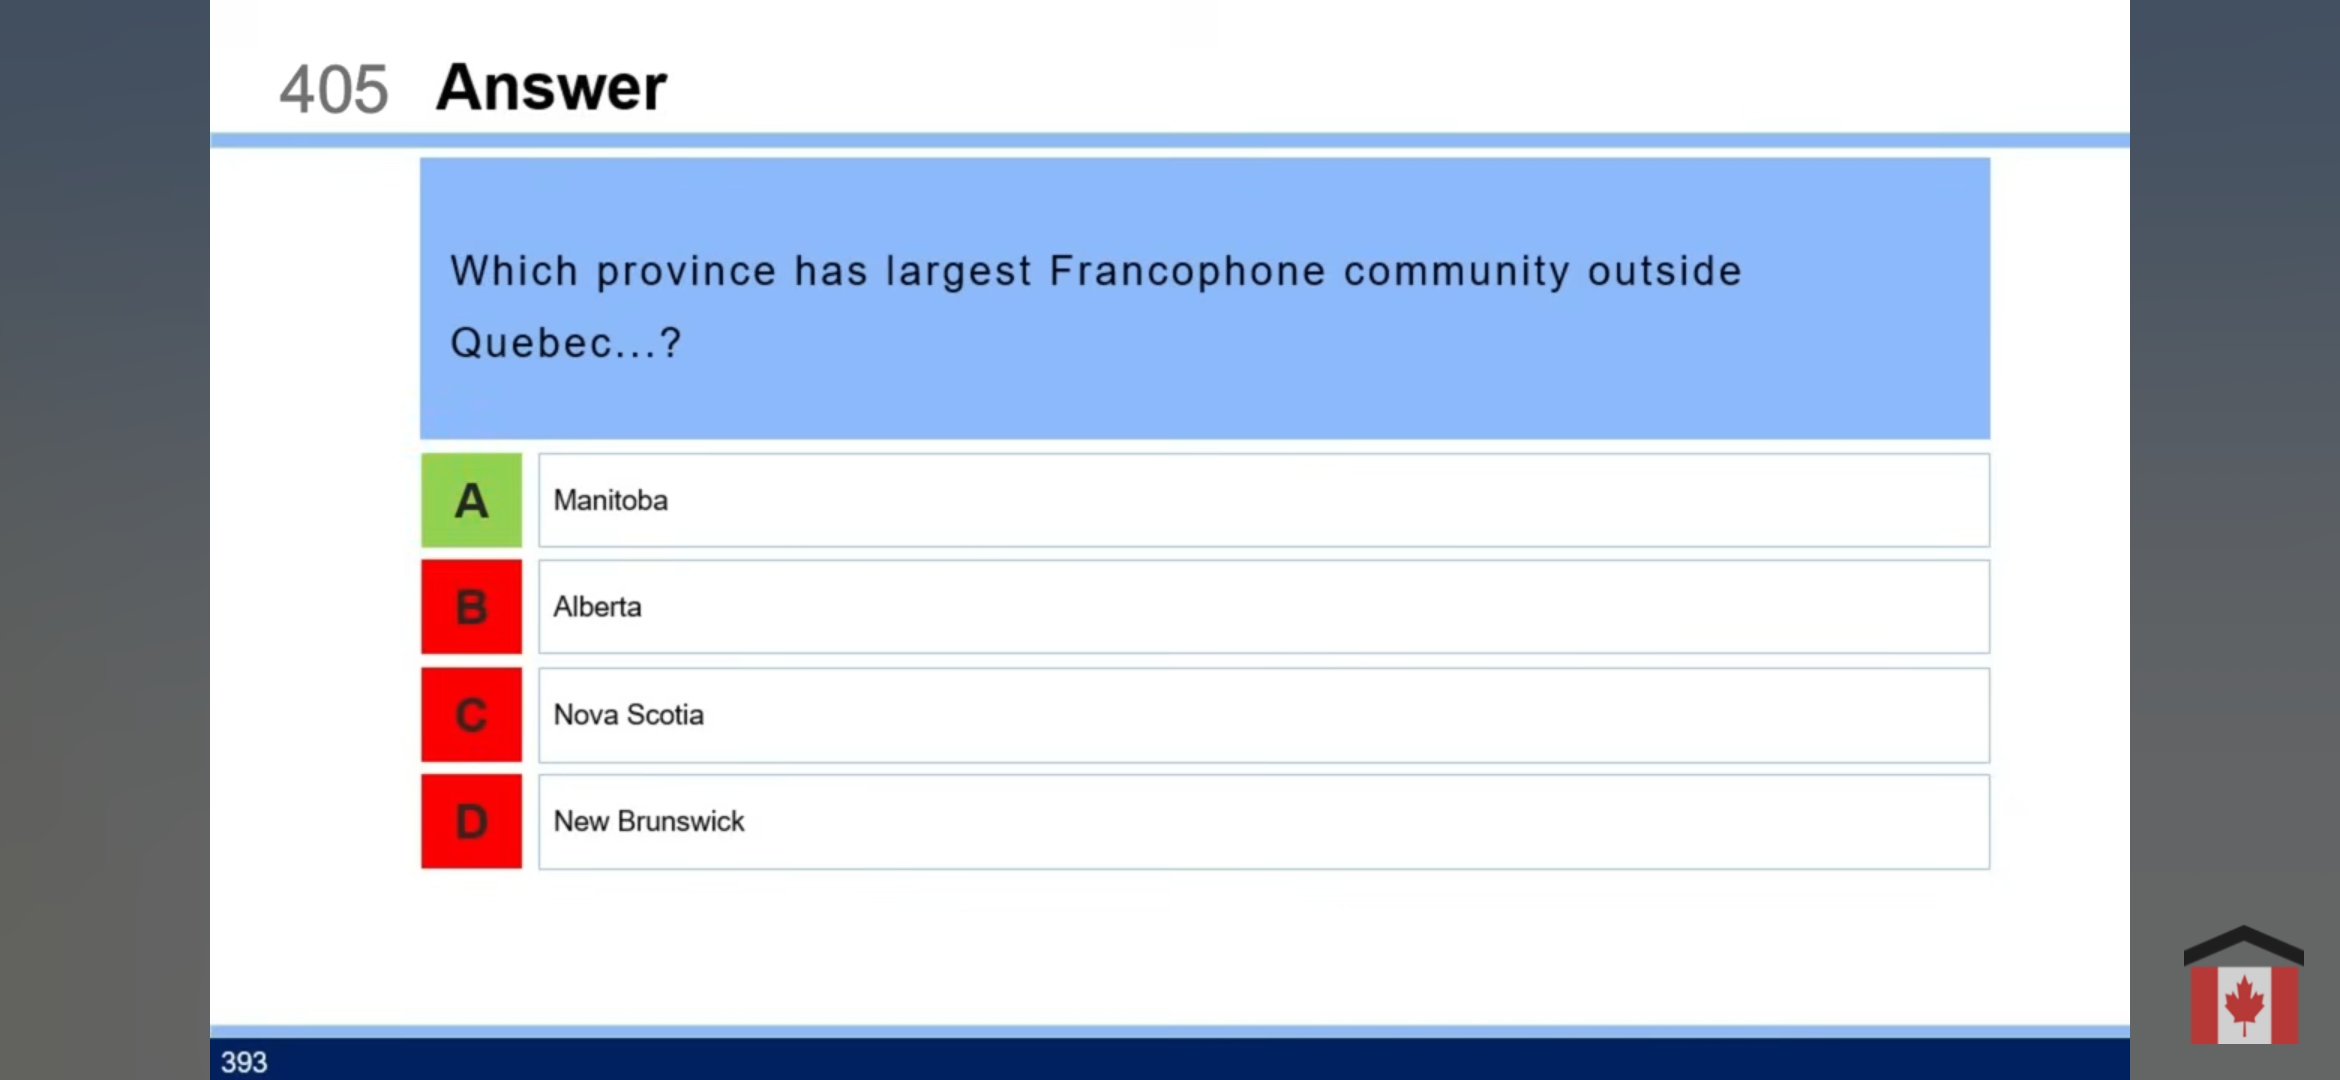 405 Answer
Which province has largest Francophone community outside
Quebec...?
A Manitoba
B Alberta
C Nova Scotia
D New Brunswick
393